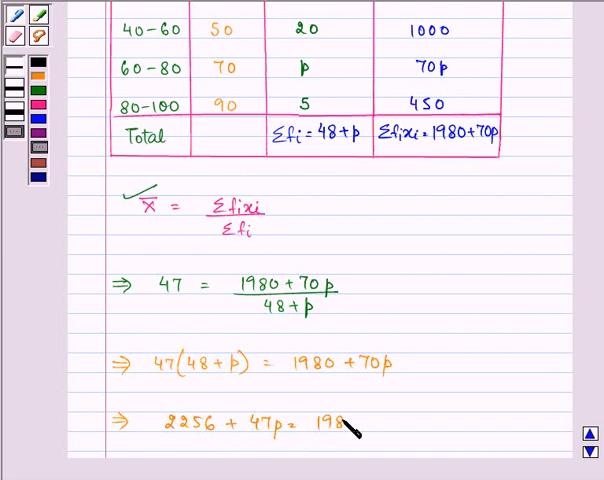 40-60 50 20 1000
60-80 70 p 70p
80-100 90 5 450
Total Σfi = 48+p Σfixi = 1980+70p
x̄ = Σfixi / Σfi
⇒ 47 = 1980+70p / 48+p
⇒ 47(48+p) = 1980+70p
⇒ 2256 + 47p = 198